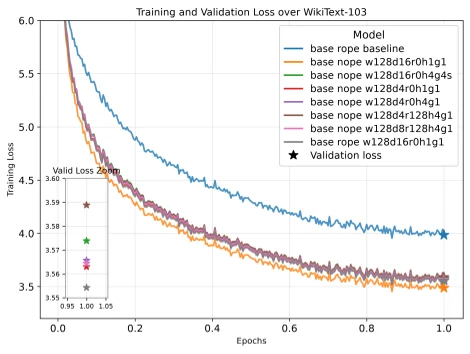 Training and Validation Loss over WikiText-103
6.0
5.5
5.0
4.5
4.0
3.5
Training Loss
Model
base rope baseline
base nope w128d16r0h1g1
base nope w128d16r0h4g4s
base nope w128d4r0h1g1
base nope w128d4r0h4g1
base nope w128d4r128h4g1
base nope w128d8r128h4g1
base rope w128d16r0h1g1
Validation loss
Valid Loss Zoom
3.60
3.59
3.58
3.57
3.56
3.55
0.95 1.00 1.05
0.0 0.2 0.4 0.6 0.8 1.0
Epochs